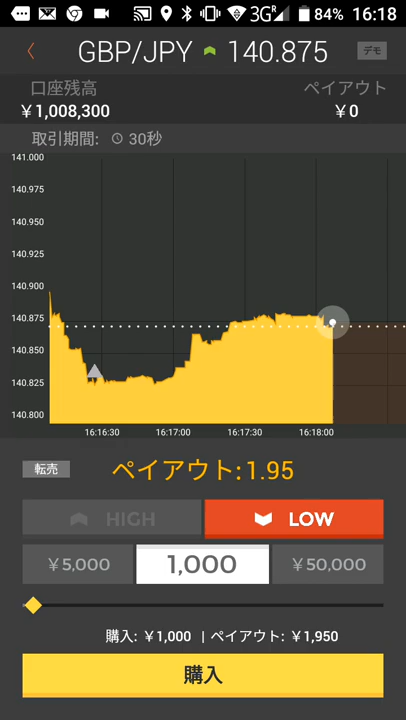 3G R 84% 16:18
GBP/JPY 140.875 デモ
口座残高 ペイアウト
¥1,008,300 ¥0
取引期間: 30秒
141.000
140.975
140.950
140.925
140.900
140.875
140.850
140.825
140.800
16:16:30 16:17:00 16:17:30 16:18:00
転売 ペイアウト:1.95
HIGH LOW
¥5,000 1,000 ¥50,000
購入: ¥1,000 | ペイアウト: ¥1,950
購入